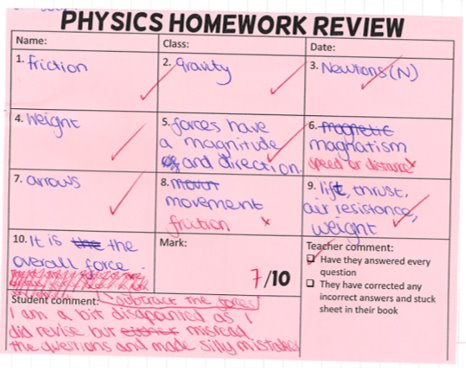 PHYSICS HOMEWORK REVIEW
Name:
Class:
Date:
1. friction
2. gravity
3. Newtons (N)
4. Weight
5. forces have
a magnitude
and direction.
6. magnetic
magnatism
speed or distance
7. arrows
8.
movement
friction
9. lift, thrust,
air resistance,
weight
10. It is the the
overall force.
Mark:
7/10
Teacher comment:
Have they answered every
question
They have corrected any
incorrect answers and stuck
sheet in their book
subtract the forces
Student comment:
I am a bit disapointed as I
did revise but misread
the questions and made silly mistakes